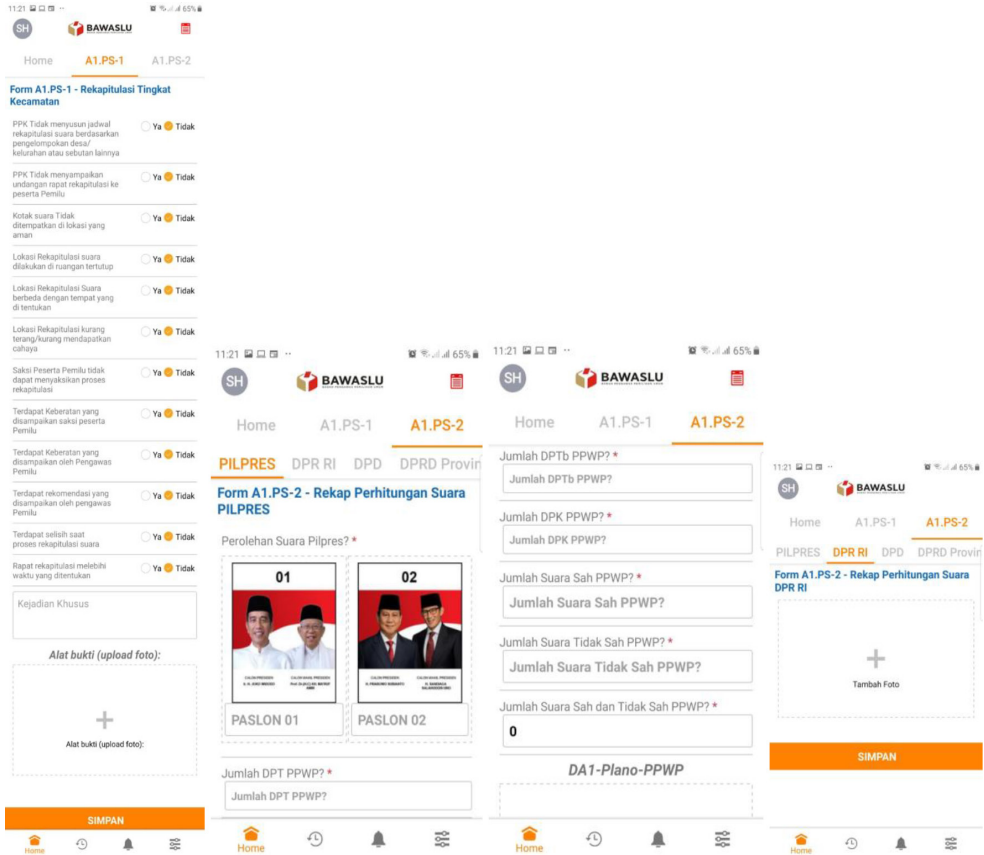 11:21
65%
SH
BAWASLU
Home
A1.PS-1
A1.PS-2
Form A1.PS-1 - Rekapitulasi Tingkat
Kecamatan
PPK Tidak menyusun jadwal
rekapitulasi suara berdasarkan
pengelompokan desa/
kelurahan atau sebutan lainnya
Ya
Tidak
PPK Tidak menyampaikan
undangan rapat rekapitulasi ke
peserta Pemilu
Ya
Tidak
Kotak suara Tidak
ditempatkan di lokasi yang
aman
Ya
Tidak
Lokasi Rekapitulasi suara
dilakukan di ruangan tertutup
Ya
Tidak
Lokasi Rekapitulasi Suara
berbeda dengan tempat yang
di tentukan
Ya
Tidak
Lokasi Rekapitulasi kurang
terang/kurang mendapatkan
cahaya
Ya
Tidak
Saksi Peserta Pemilu tidak
dapat menyaksikan proses
rekapitulasi
Ya
Tidak
Terdapat Keberatan yang
disampaikan saksi peserta
Pemilu
Ya
Tidak
Terdapat Keberatan yang
disampaikan oleh Pengawas
Pemilu
Ya
Tidak
Terdapat rekomendasi yang
disampaikan oleh pengawas
Pemilu
Ya
Tidak
Terdapat selisih saat
proses rekapitulasi suara
Ya
Tidak
Rapat rekapitulasi melebihi
waktu yang ditentukan
Ya
Tidak
Kejadian Khusus
Alat bukti (upload foto):
Alat bukti (upload foto):
SIMPAN
Home
11:21
65%
SH
BAWASLU
Home
A1.PS-1
A1.PS-2
PILPRES
DPR RI
DPD
DPRD Provin
Form A1.PS-2 - Rekap Perhitungan Suara
PILPRES
Perolehan Suara Pilpres? *
01
02
CALON PRESIDEN
CALON WAKIL PRESIDEN
CALON PRESIDEN
CALON WAKIL PRESIDEN
PASLON 01
PASLON 02
Jumlah DPT PPWP? *
Jumlah DPT PPWP?
Home
11:21
65%
SH
BAWASLU
Home
A1.PS-1
A1.PS-2
Jumlah DPTb PPWP? *
Jumlah DPTb PPWP?
Jumlah DPK PPWP? *
Jumlah DPK PPWP?
Jumlah Suara Sah PPWP? *
Jumlah Suara Sah PPWP?
Jumlah Suara Tidak Sah PPWP? *
Jumlah Suara Tidak Sah PPWP?
Jumlah Suara Sah dan Tidak Sah PPWP? *
0
DA1-Plano-PPWP
Home
11:21
65%
SH
BAWASLU
Home
A1.PS-1
A1.PS-2
PILPRES
DPR RI
DPD
DPRD Provin
Form A1.PS-2 - Rekap Perhitungan Suara
DPR RI
Tambah Foto
SIMPAN
Home